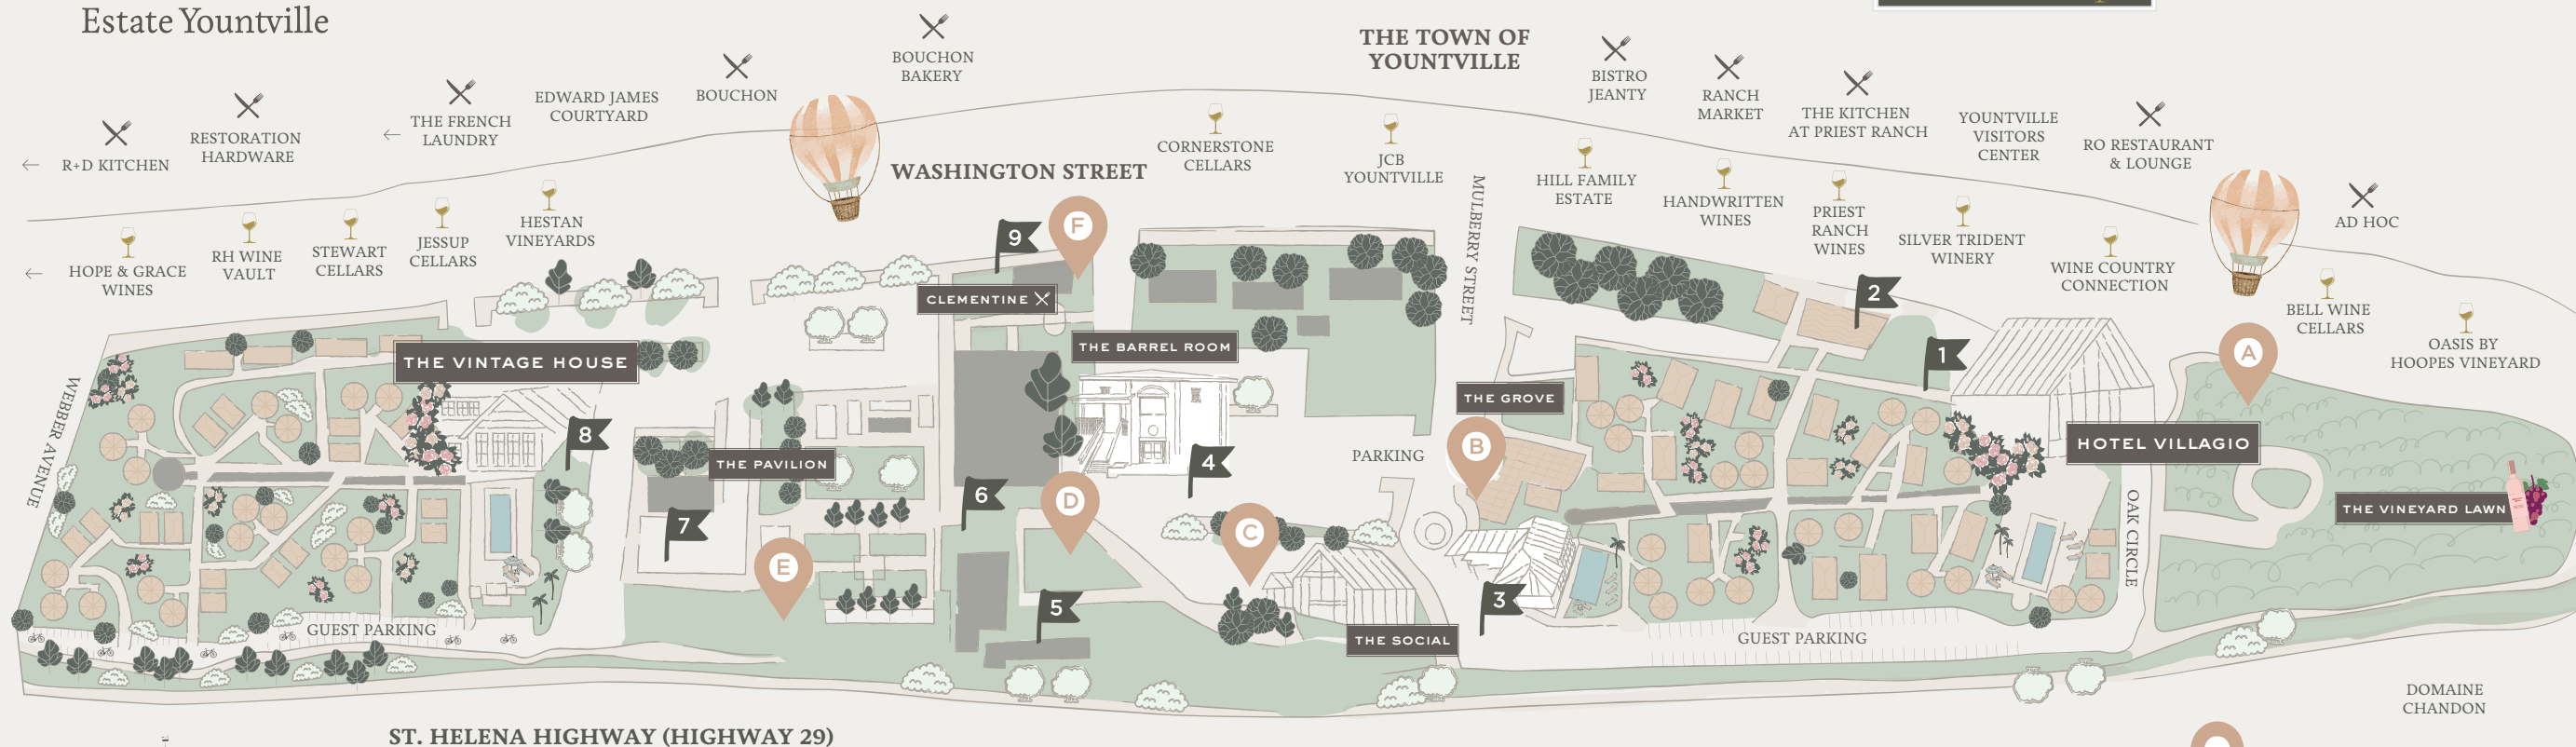 Estate Yountville
BOUCHON
BAKERY
THE TOWN OF
YOUNTVILLE
BISTRO
JEANTY
RANCH
MARKET
THE KITCHEN
AT PRIEST RANCH
YOUNTVILLE
VISITORS
CENTER
RO RESTAURANT
& LOUNGE
AD HOC
BOUCHON
EDWARD JAMES
COURTYARD
← THE FRENCH
LAUNDRY
RESTORATION
HARDWARE
← R+D KITCHEN
WASHINGTON STREET
CORNERSTONE
CELLARS
JCB
YOUNTVILLE
MULBERRY STREET
HILL FAMILY
ESTATE
HANDWRITTEN
WINES
PRIEST
RANCH
WINES
SILVER TRIDENT
WINERY
WINE COUNTRY
CONNECTION
BELL WINE
CELLARS
OASIS BY
HOOPES VINEYARD
← HOPE & GRACE
WINES
RH WINE
VAULT
STEWART
CELLARS
JESSUP
CELLARS
HESTAN
VINEYARDS
9
F
CLEMENTINE
2
THE BARREL ROOM
1
A
THE VINTAGE HOUSE
THE GROVE
WEBBER AVENUE
8
THE PAVILION
4
PARKING
B
HOTEL VILLAGIO
6
D
7
C
OAK CIRCLE
THE VINEYARD LAWN
E
5
3
GUEST PARKING
THE SOCIAL
GUEST PARKING
DOMAINE
CHANDON
ST. HELENA HIGHWAY (HIGHWAY 29)